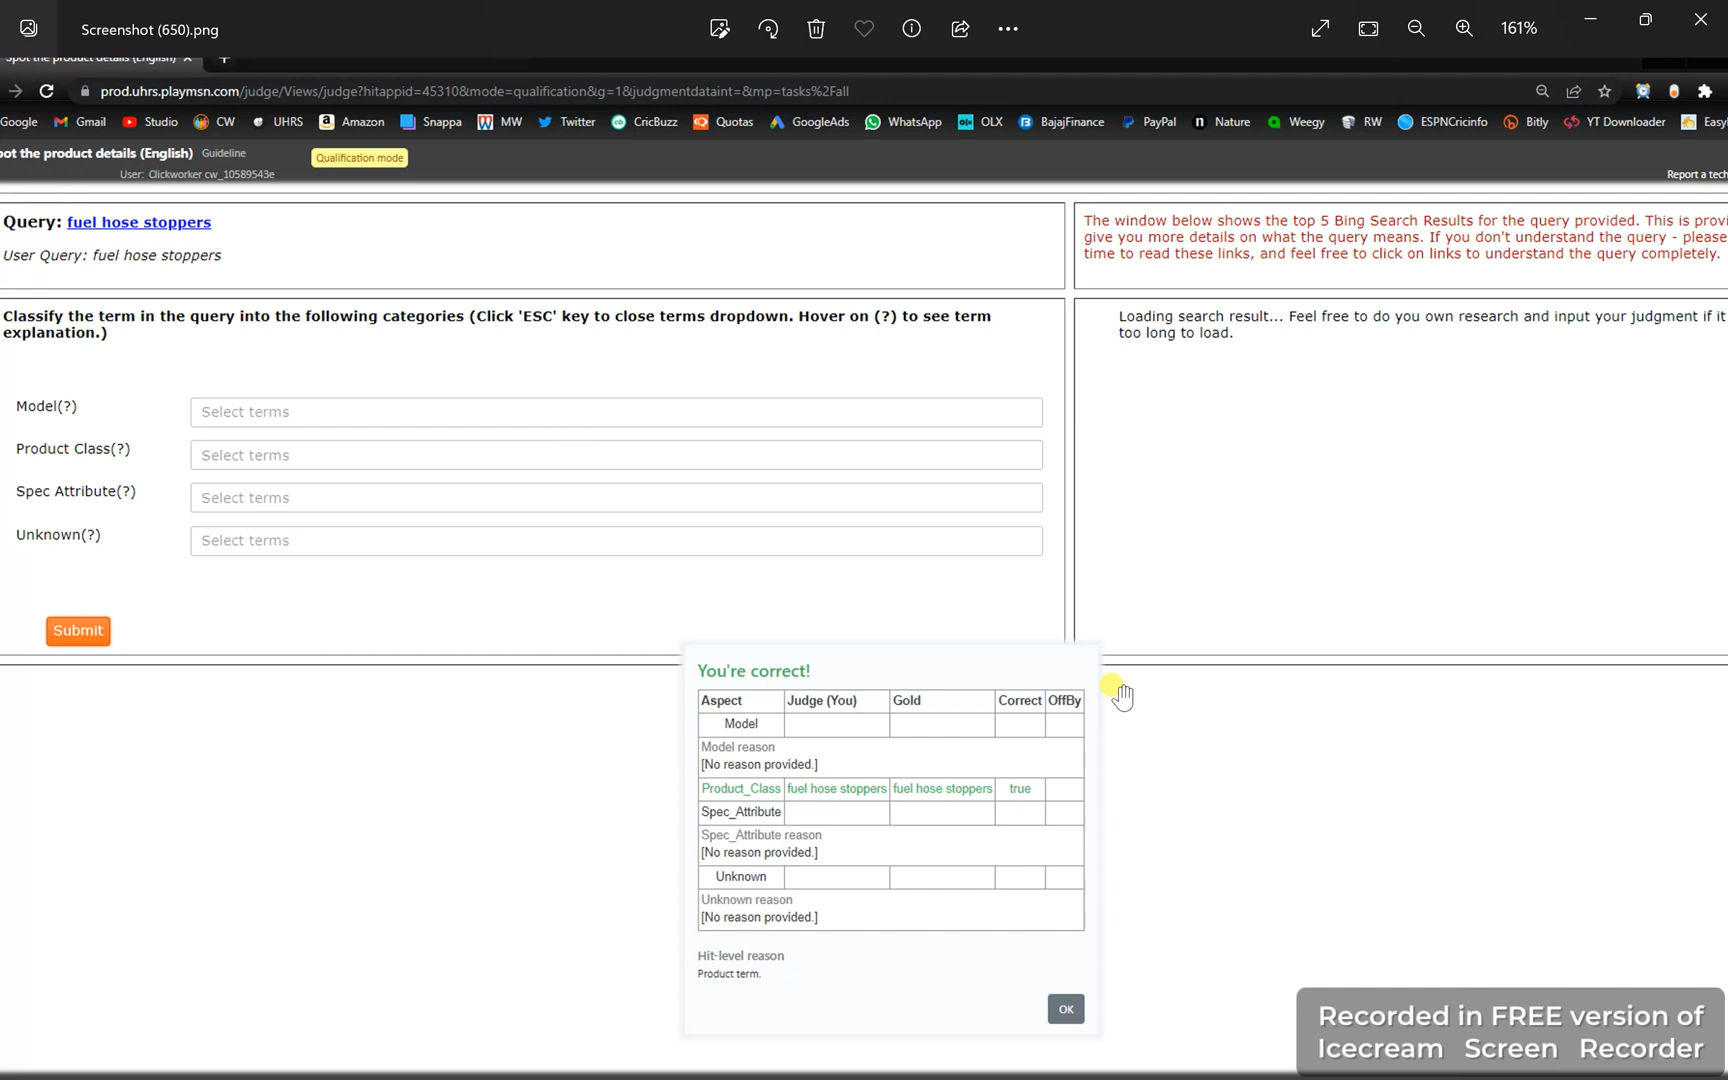 Screenshot (650).png
161%
Spot the product details (English)
prod.uhrs.playmsn.com/judge/Views/judge?hitappid=45310&mode=qualification&g=1&judgmentdataint=&mp=tasks%2Fall
Google Gmail Studio CW UHRS Amazon Snappa MW Twitter CricBuzz Quotas GoogleAds WhatsApp OLX BajajFinance PayPal Nature Weegy RW ESPNCricinfo Bitly YT Downloader Easyl
pot the product details (English) Guideline
Qualification mode
User: Clickworker cw_10589543e
Report a tech
Query: fuel hose stoppers
User Query: fuel hose stoppers
The window below shows the top 5 Bing Search Results for the query provided. This is provi
give you more details on what the query means. If you don't understand the query - please
time to read these links, and feel free to click on links to understand the query completely.
Classify the term in the query into the following categories (Click 'ESC' key to close terms dropdown. Hover on (?) to see term
explanation.)
Loading search result... Feel free to do you own research and input your judgment if it
too long to load.
Model(?) Select terms
Product Class(?) Select terms
Spec Attribute(?) Select terms
Unknown(?) Select terms
Submit
You're correct!
Aspect Judge (You) Gold Correct OffBy
Model
Model reason
[No reason provided.]
Product_Class fuel hose stoppers fuel hose stoppers true
Spec_Attribute
Spec_Attribute reason
[No reason provided.]
Unknown
Unknown reason
[No reason provided.]
Hit-level reason
Product term.
OK
Recorded in FREE version of
Icecream Screen Recorder